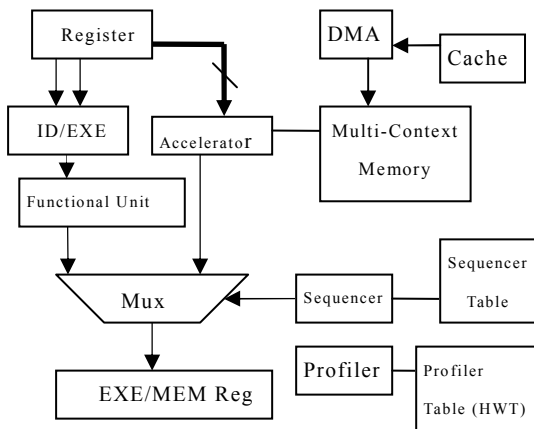 Register
DMA
Cache
ID/EXE
Accelerator
Multi-Context
Memory
Functional Unit
Mux
Sequencer
Sequencer
Table
EXE/MEM Reg
Profiler
Profiler
Table (HWT)